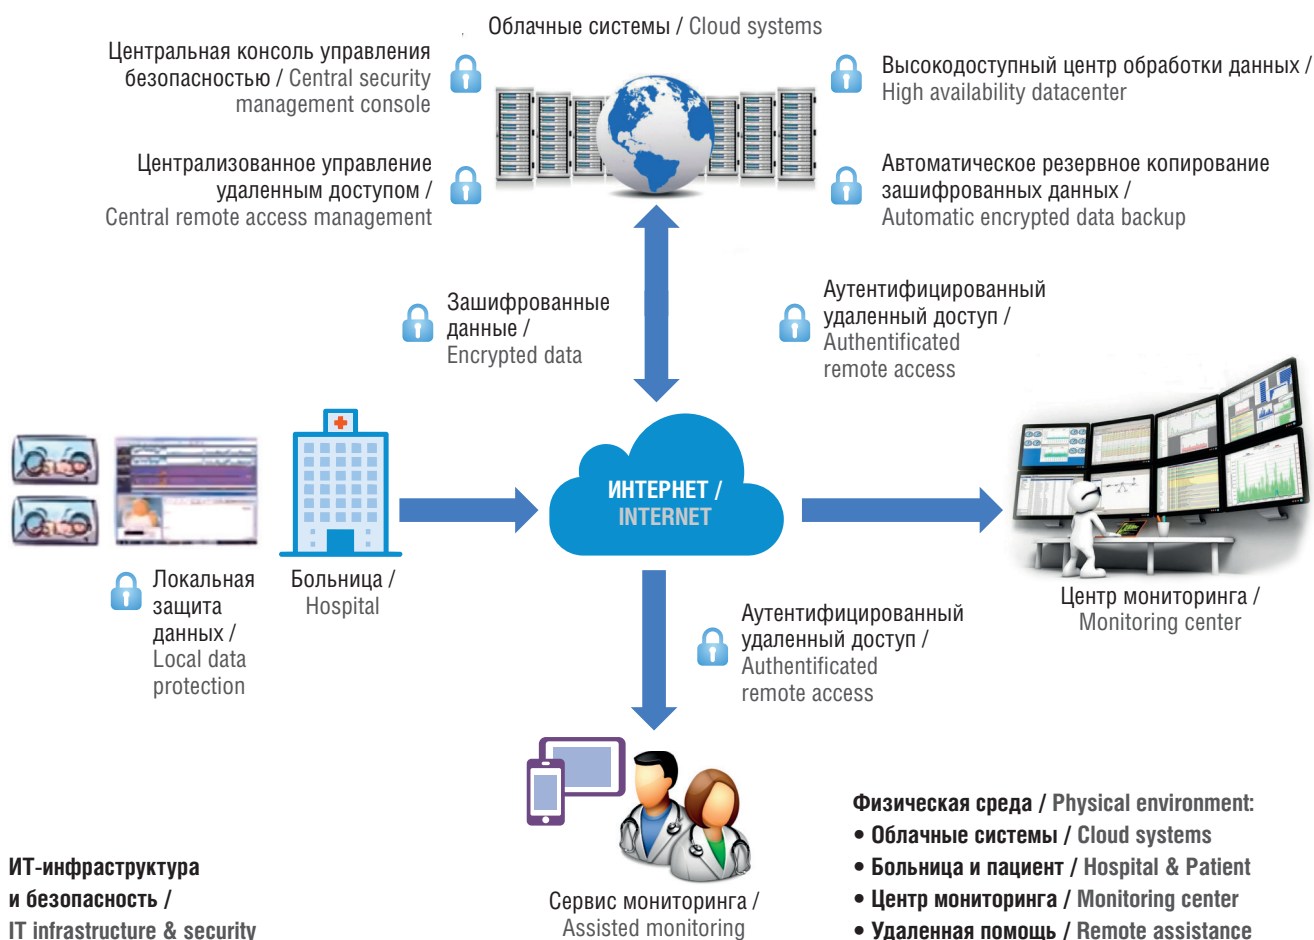 Облачные системы / Cloud systems
Центральная консоль управления
безопасностью / Central security
management console
Высокодоступный центр обработки данных /
High availability datacenter
Централизованное управление
удаленным доступом /
Central remote access management
Автоматическое резервное копирование
зашифрованных данных /
Automatic encrypted data backup
Зашифрованные
данные /
Encrypted data
Аутентифицированный
удаленный доступ /
Authentificated
remote access
ИНТЕРНЕТ /
INTERNET
Локальная
защита
данных /
Local data
protection
Больница /
Hospital
Центр мониторинга /
Monitoring center
Аутентифицированный
удаленный доступ /
Authentificated
remote access
Сервис мониторинга /
Assisted monitoring
ИТ-инфраструктура
и безопасность /
IT infrastructure & security
Физическая среда / Physical environment:
• Облачные системы / Cloud systems
• Больница и пациент / Hospital & Patient
• Центр мониторинга / Monitoring center
• Удаленная помощь / Remote assistance